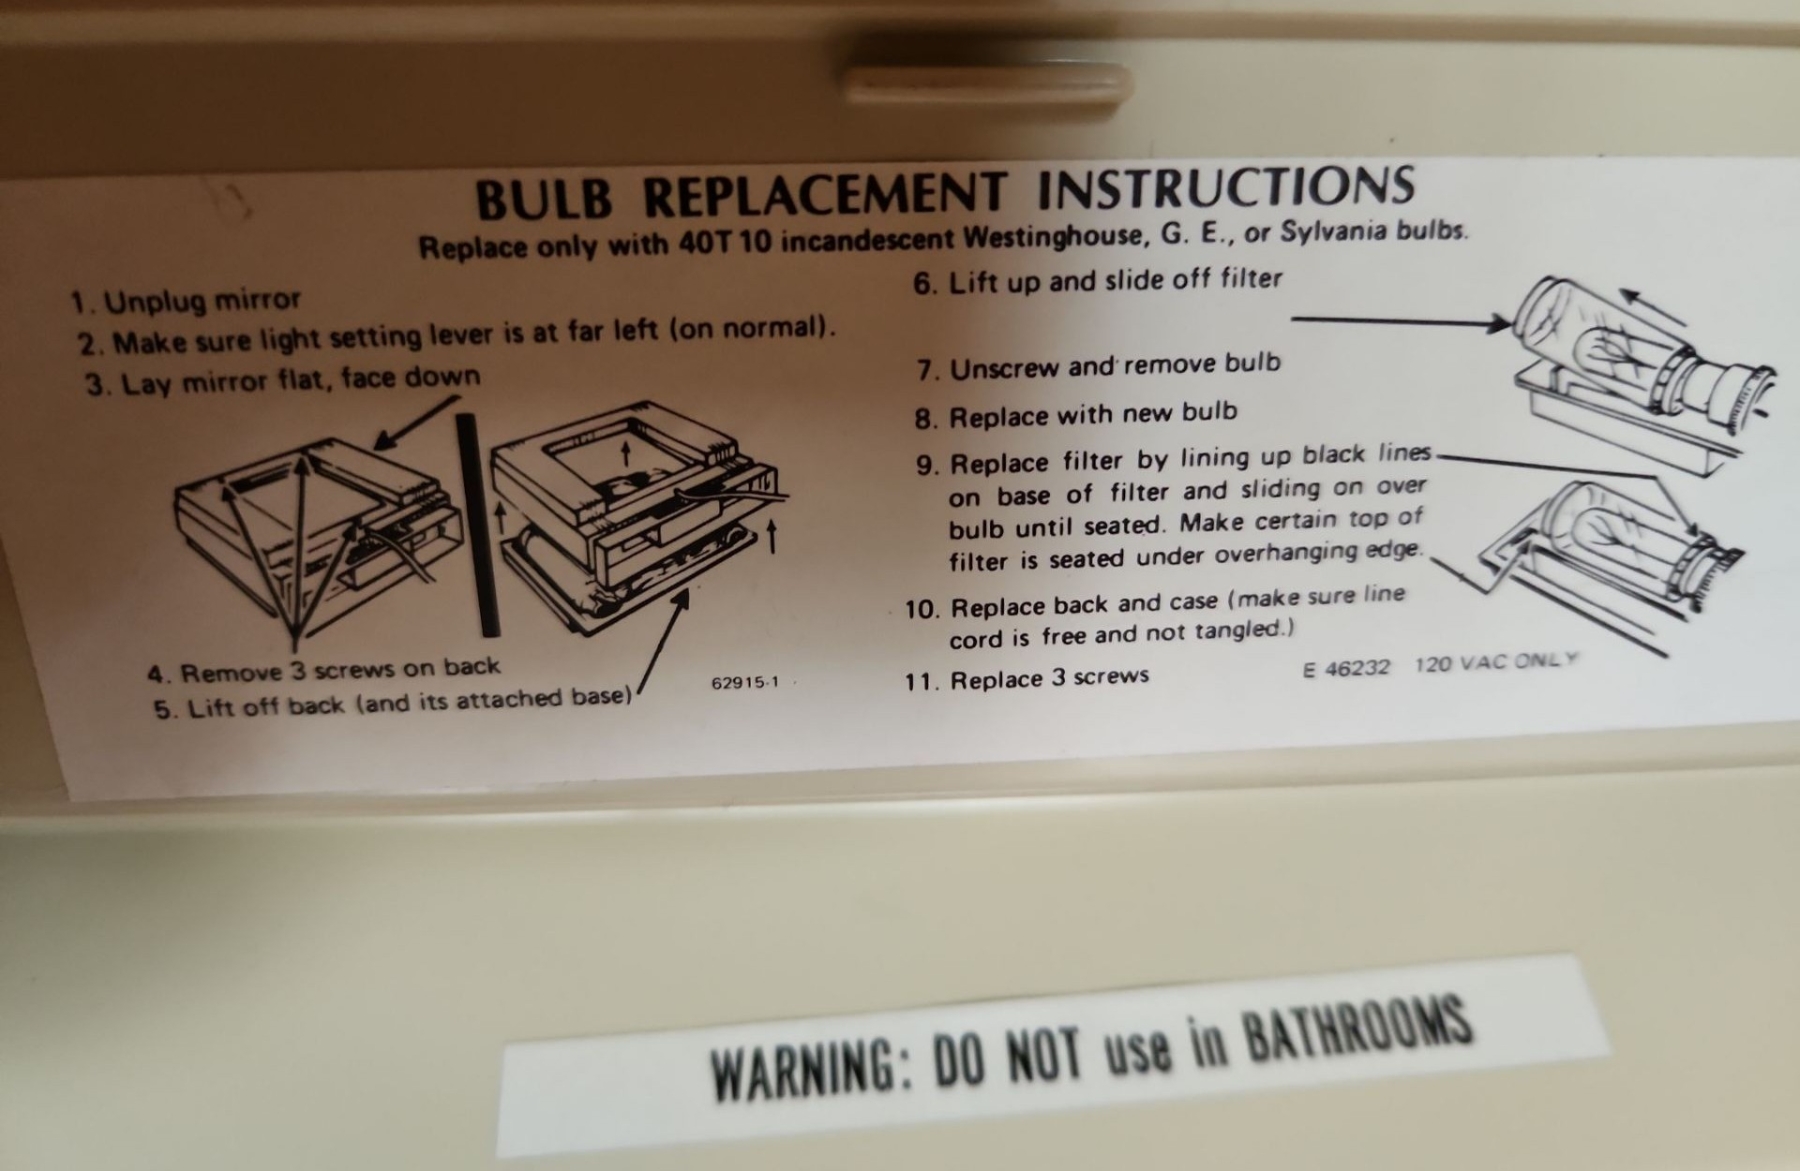 BULB REPLACEMENT INSTRUCTIONS
Replace only with 40T 10 incandescent Westinghouse, G. E., or Sylvania bulbs.
1. Unplug mirror
2. Make sure light setting lever is at far left (on normal).
3. Lay mirror flat, face down
4. Remove 3 screws on back
5. Lift off back (and its attached base)
62915-1
6. Lift up and slide off filter
7. Unscrew and remove bulb
8. Replace with new bulb
9. Replace filter by lining up black lines
on base of filter and sliding on over
bulb until seated. Make certain top of
filter is seated under overhanging edge.
10. Replace back and case (make sure line
cord is free and not tangled.)
11. Replace 3 screws
E 46232 120 VAC ONLY
WARNING: DO NOT use in BATHROOMS